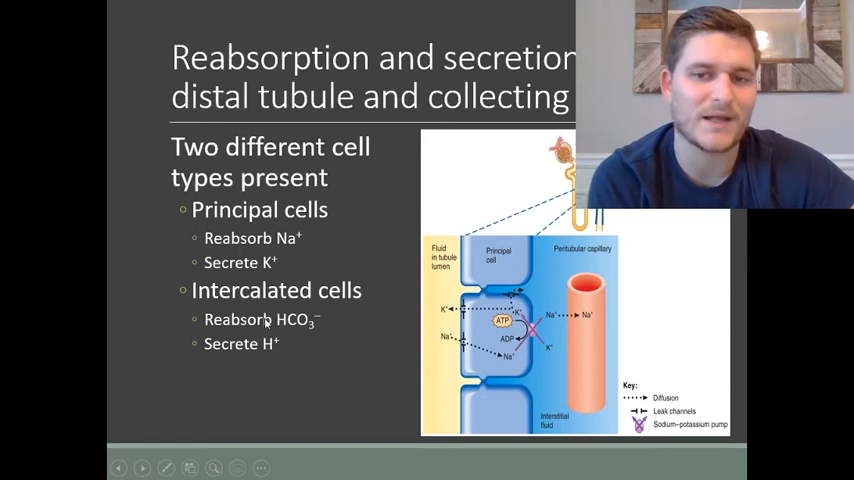 Reabsorption and secretion
distal tubule and collecting
Two different cell
types present
Principal cells
Reabsorb Na⁺
Secrete K⁺
Intercalated cells
Reabsorb HCO₃⁻
Secrete H⁺
Fluid
in tubule
lumen
Principal
cell
Peritubular capillary
K⁺
K⁺
ATP
Na⁺
Na⁺
Na⁺
ADP
K⁺
Na⁺
Interstitial
fluid
Key:
Diffusion
Leak channels
Sodium–potassium pump